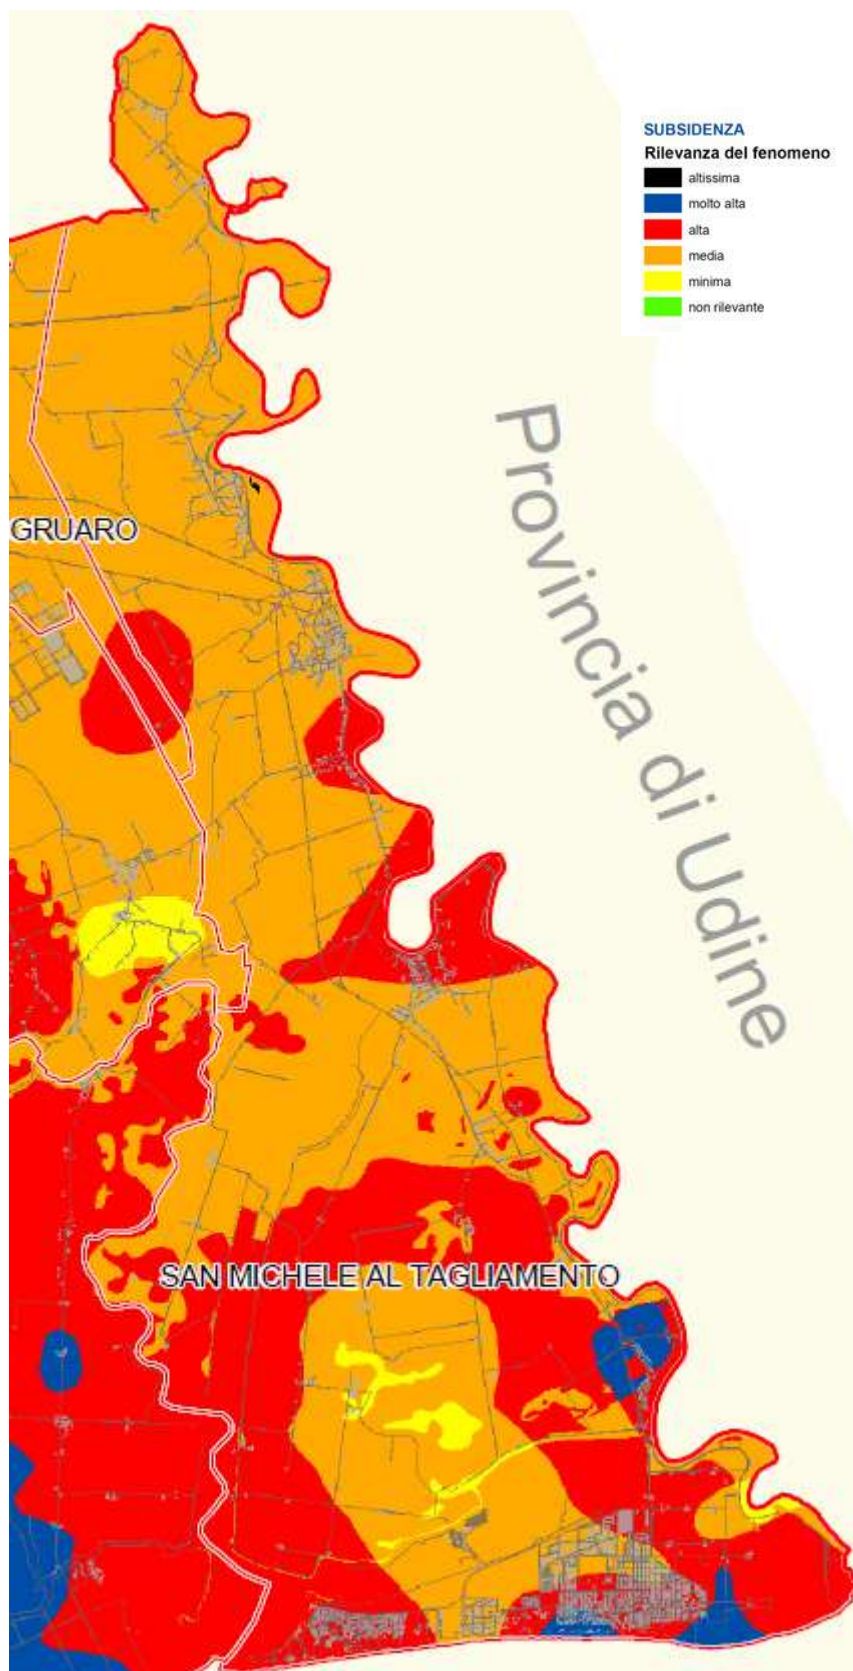 SUBSIDENZA
Rilevanza del fenomeno
altissima
molto alta
alta
media
minima
non rilevante
Provincia di Udine
GRUARO
SAN MICHELE AL TAGLIAMENTO